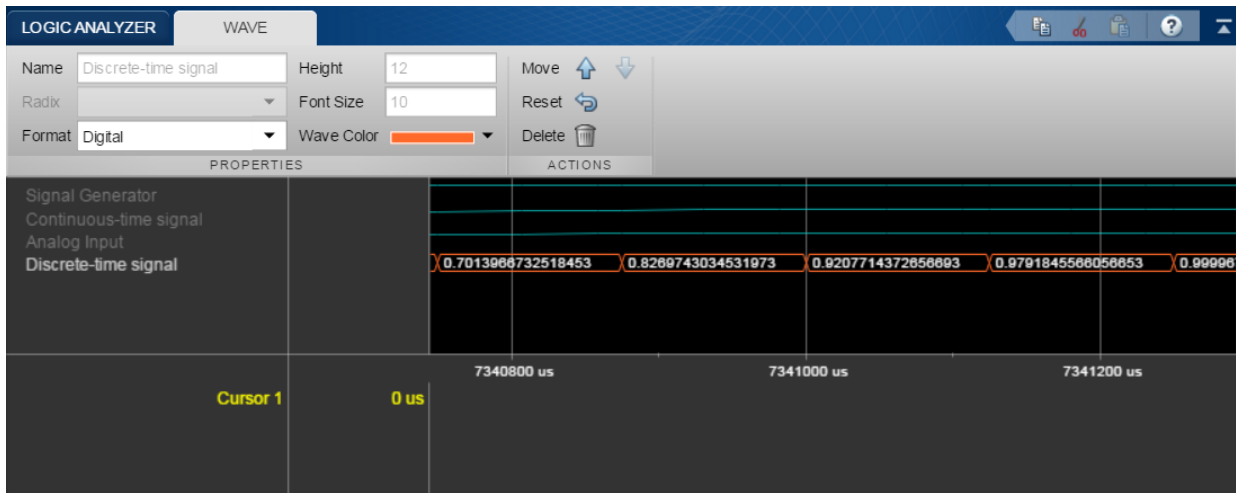 LOGIC ANALYZER WAVE
Name Discrete-time signal Height 12 Move
Radix Font Size 10 Reset
Format Digital Wave Color Delete
PROPERTIES ACTIONS
Signal Generator
Continuous-time signal
Analog Input
Discrete-time signal 0.7013966732518453 0.8269743034531973 0.9207714372656693 0.9791845566056653 0.99996
7340800 us 7341000 us 7341200 us
Cursor 1 0 us